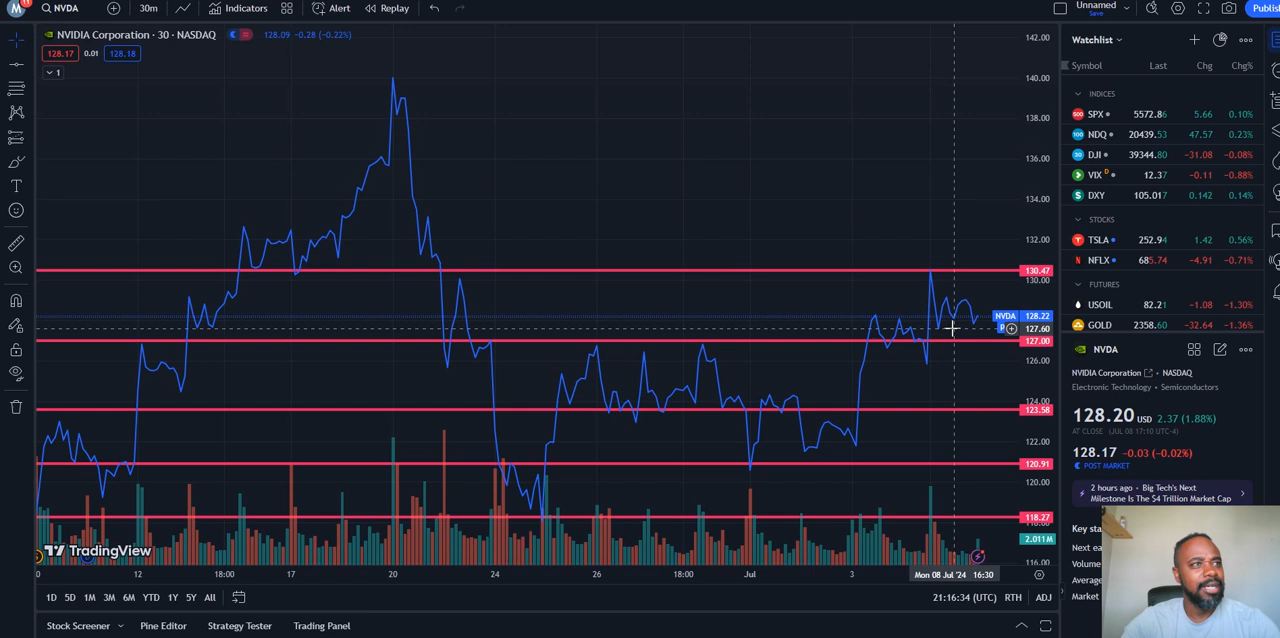 M 11 NVDA 30m Indicators Alert Replay Unnamed Save Publis
NVIDIA Corporation · 30 · NASDAQ 128.09 −0.28 (−0.22%)
128.17 0.01 128.18
1
142.00
140.00
138.00
136.00
134.00
132.00
130.47
130.00
NVDA 128.22
P 127.60
127.00
126.00
124.00
123.58
122.00
120.91
120.00
118.27
2.011M
116.00
TradingView
12 18:00 17 20 24 26 18:00 Jul 3 Mon 08 Jul '24 16:30
1D 5D 1M 3M 6M YTD 1Y 5Y All 21:16:34 (UTC) RTH ADJ
Stock Screener Pine Editor Strategy Tester Trading Panel
Watchlist
Symbol Last Chg Chg%
INDICES
500 SPX 5572.86 5.66 0.10%
100 NDQ 20439.53 47.57 0.23%
30 DJI 39344.80 −31.08 −0.08%
VIX D 12.37 −0.11 −0.88%
$ DXY 105.017 0.142 0.14%
STOCKS
TSLA 252.94 1.42 0.56%
N NFLX 685.74 −4.91 −0.71%
FUTURES
USOIL 82.21 −1.08 −1.30%
GOLD 2358.60 −32.64 −1.36%
NVDA
NVIDIA Corporation · NASDAQ
Electronic Technology · Semiconductors
128.20 USD 2.37 (1.88%)
AT CLOSE (JUL 08 17:10 UTC-4)
128.17 −0.03 (−0.02%)
POST MARKET
2 hours ago · Big Tech's Next
Milestone Is The $4 Trillion Market Cap
Key sta
Next ea
Volume
Average
Market